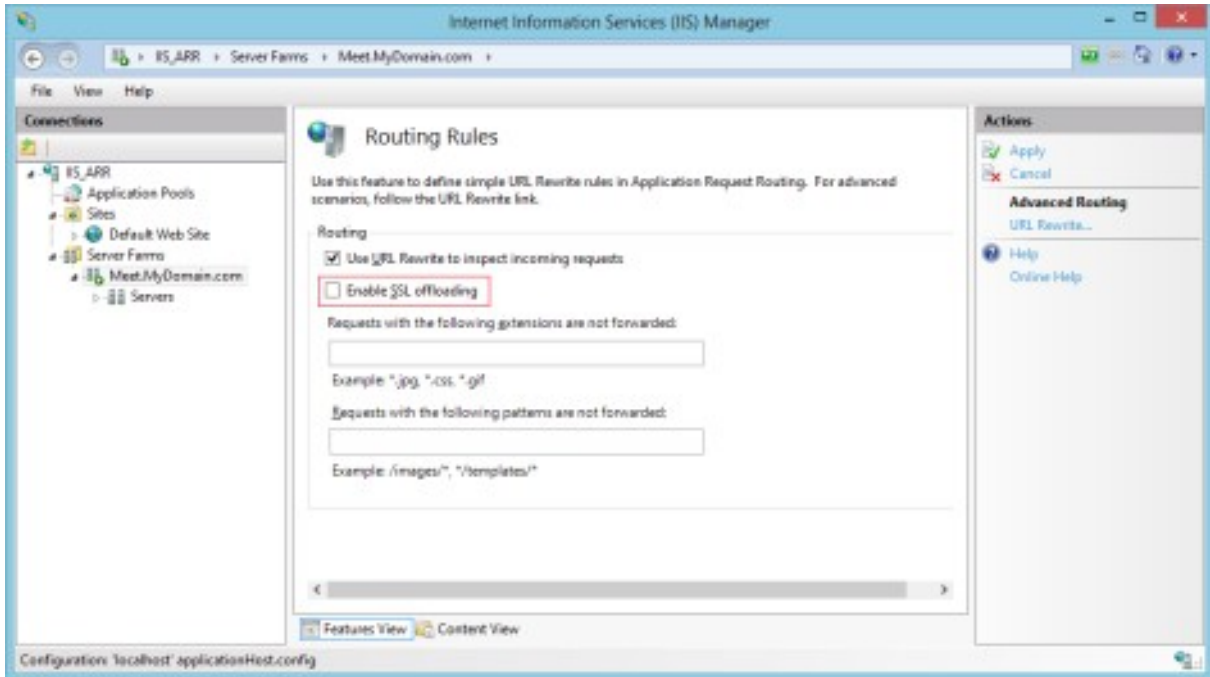 Internet Information Services (IIS) Manager
IIS_ARR
Server Farms
Meet.MyDomain.com
File View Help
Connections
IIS_ARR
Application Pools
Sites
Default Web Site
Server Farms
Meet.MyDomain.com
Servers
Routing Rules
Use this feature to define simple URL Rewrite rules in Application Request Routing. For advanced
scenarios, follow the URL Rewrite link.
Routing
Use URL Rewrite to inspect incoming requests
Enable SSL offloading
Requests with the following extensions are not forwarded:
Example: *.jpg, *.css, *.gif
Requests with the following patterns are not forwarded:
Example: /images/*, */templates/*
Features View
Content View
Actions
Apply
Cancel
Advanced Routing
URL Rewrite...
Help
Online Help
Configuration: 'localhost' applicationHost.config